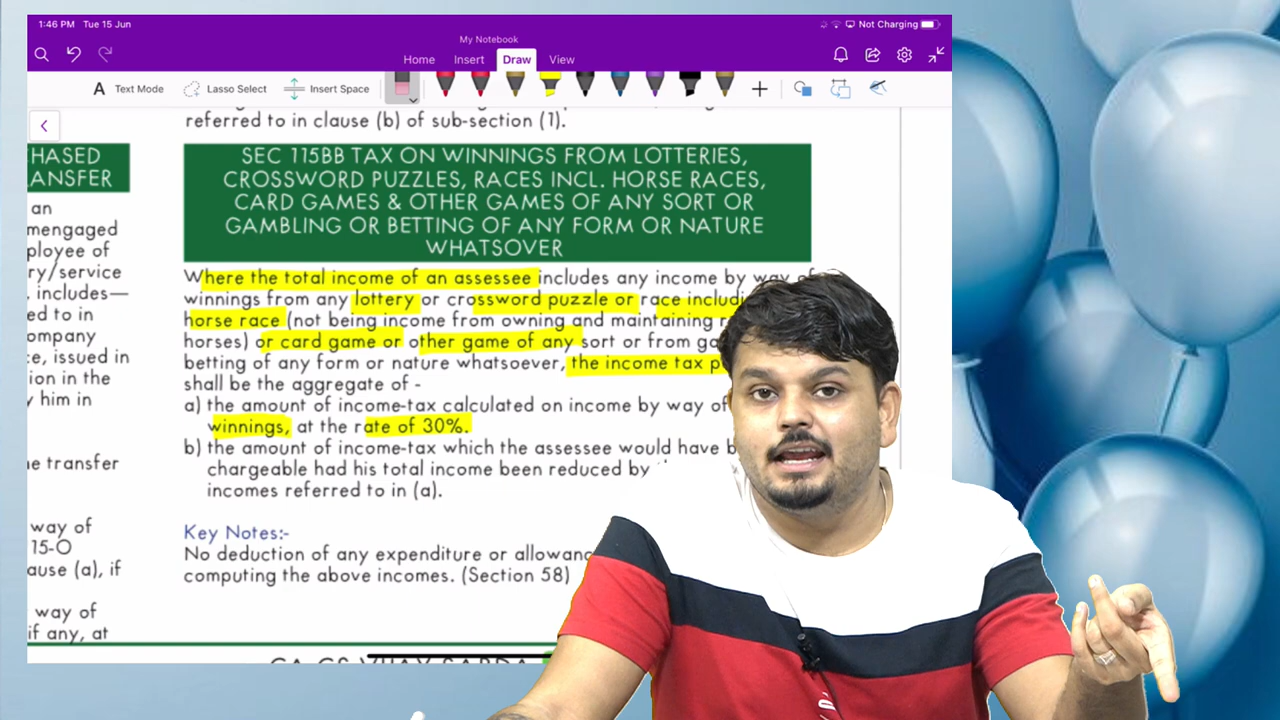 1:46 PM Tue 15 Jun
Not Charging
My Notebook
Home Insert Draw View
A Text Mode Lasso Select Insert Space
referred to in clause (b) of sub-section (1).
CHASED
ANSFER
an
mengaged
ployee of
ry/service
includes—
ed to in
ompany
ce, issued in
ion in the
y him in
he transfer
way of
15-O
ause (a), if
way of
if any, at
SEC 115BB TAX ON WINNINGS FROM LOTTERIES,
CROSSWORD PUZZLES, RACES INCL. HORSE RACES,
CARD GAMES & OTHER GAMES OF ANY SORT OR
GAMBLING OR BETTING OF ANY FORM OR NATURE
WHATSOVER
Where the total income of an assessee includes any income by way of
winnings from any lottery or crossword puzzle or race includi
horse race (not being income from owning and maintaining r
horses) or card game or other game of any sort or from ga
betting of any form or nature whatsoever, the income tax p
shall be the aggregate of -
a) the amount of income-tax calculated on income by way of
winnings, at the rate of 30%.
b) the amount of income-tax which the assessee would have b
chargeable had his total income been reduced by
incomes referred to in (a).
Key Notes:-
No deduction of any expenditure or allowanc
computing the above incomes. (Section 58)